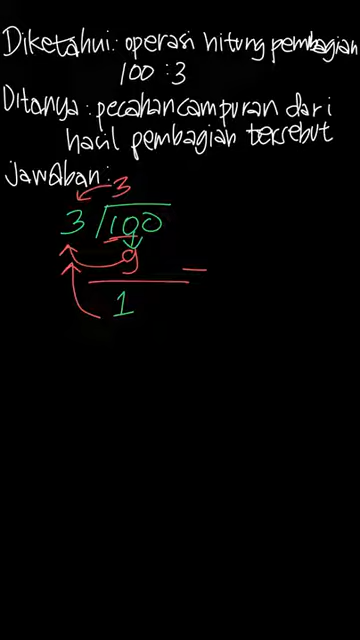 Diketahui : operasi hitung pembagian
100 : 3
Ditanya : pecahan campuran dari
hasil pembagian tersebut
Jawaban :
3
3 100
9 —
1